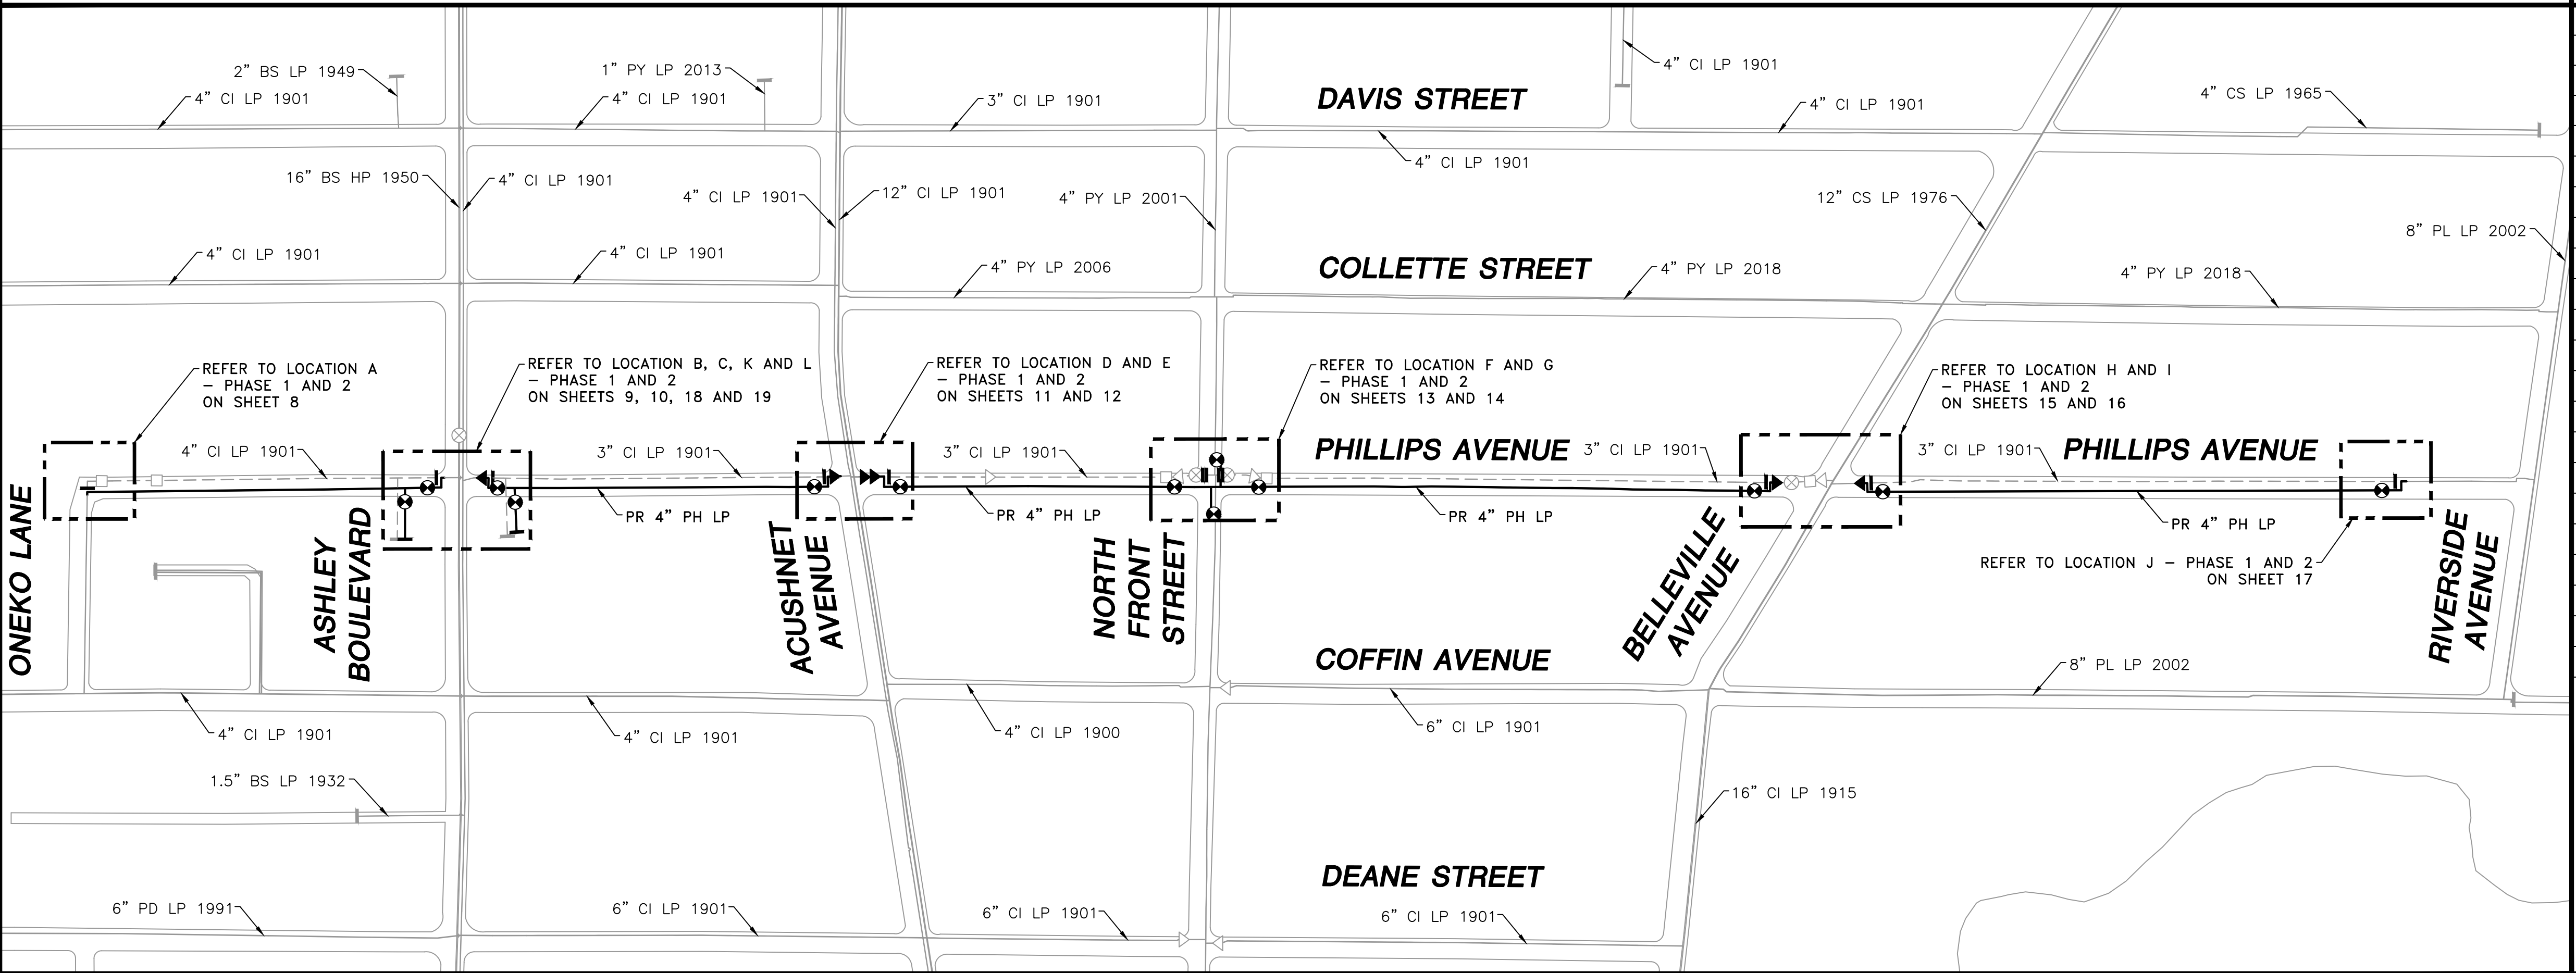 2” BS LP 1949
4” CI LP 1901
1” PY LP 2013
4” CI LP 1901
3” CI LP 1901
DAVIS STREET
4” CI LP 1901
4” CI LP 1901
4” CI LP 1901
4” CS LP 1965
16” BS HP 1950
4” CI LP 1901
4” CI LP 1901
12” CI LP 1901
4” PY LP 2001
12” CS LP 1976
8” PL LP 2002
4” CI LP 1901
4” CI LP 1901
4” PY LP 2006
COLLETTE STREET
4” PY LP 2018
4” PY LP 2018
REFER TO LOCATION A
– PHASE 1 AND 2
ON SHEET 8
REFER TO LOCATION B, C, K AND L
– PHASE 1 AND 2
ON SHEETS 9, 10, 18 AND 19
REFER TO LOCATION D AND E
– PHASE 1 AND 2
ON SHEETS 11 AND 12
REFER TO LOCATION F AND G
– PHASE 1 AND 2
ON SHEETS 13 AND 14
REFER TO LOCATION H AND I
– PHASE 1 AND 2
ON SHEETS 15 AND 16
4” CI LP 1901
3” CI LP 1901
3” CI LP 1901
PHILLIPS AVENUE
3” CI LP 1901
3” CI LP 1901
PHILLIPS AVENUE
PR 4” PH LP
PR 4” PH LP
PR 4” PH LP
PR 4” PH LP
REFER TO LOCATION J – PHASE 1 AND 2
ON SHEET 17
ONEKO LANE
ASHLEY
BOULEVARD
ACUSHNET
AVENUE
NORTH
FRONT
STREET
BELLEVILLE
AVENUE
RIVERSIDE
AVENUE
COFFIN AVENUE
8” PL LP 2002
4” CI LP 1901
4” CI LP 1901
4” CI LP 1900
6” CI LP 1901
1.5” BS LP 1932
16” CI LP 1915
DEANE STREET
6” PD LP 1991
6” CI LP 1901
6” CI LP 1901
6” CI LP 1901